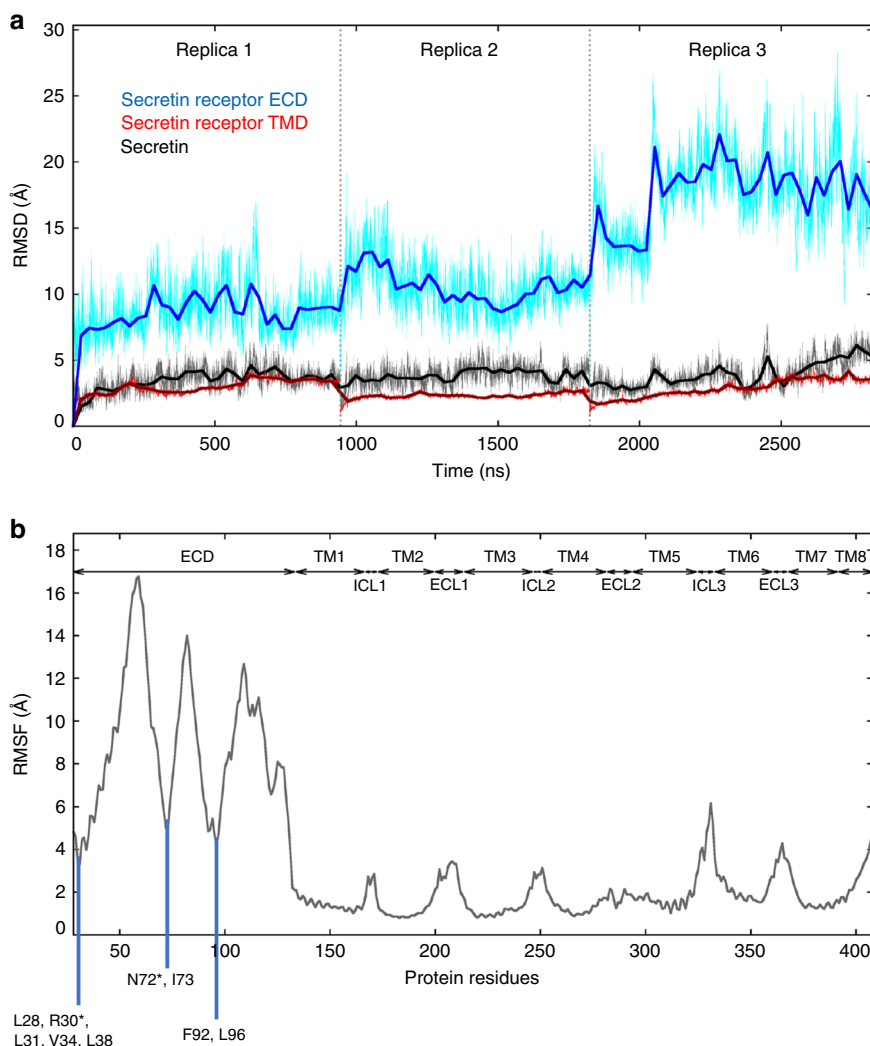 a
30
25
20
15
10
5
0
RMSD (Å)
Replica 1
Replica 2
Replica 3
Secretin receptor ECD
Secretin receptor TMD
Secretin
0
500
1000
1500
2000
2500
Time (ns)
b
18
16
14
12
10
8
6
4
2
0
RMSF (Å)
ECD
TM1
TM2
TM3
TM4
TM5
TM6
TM7
TM8
ICL1
ECL1
ICL2
ECL2
ICL3
ECL3
50
100
150
200
250
300
350
400
Protein residues
N72*, I73
L28, R30*,
L31, V34, L38
F92, L96